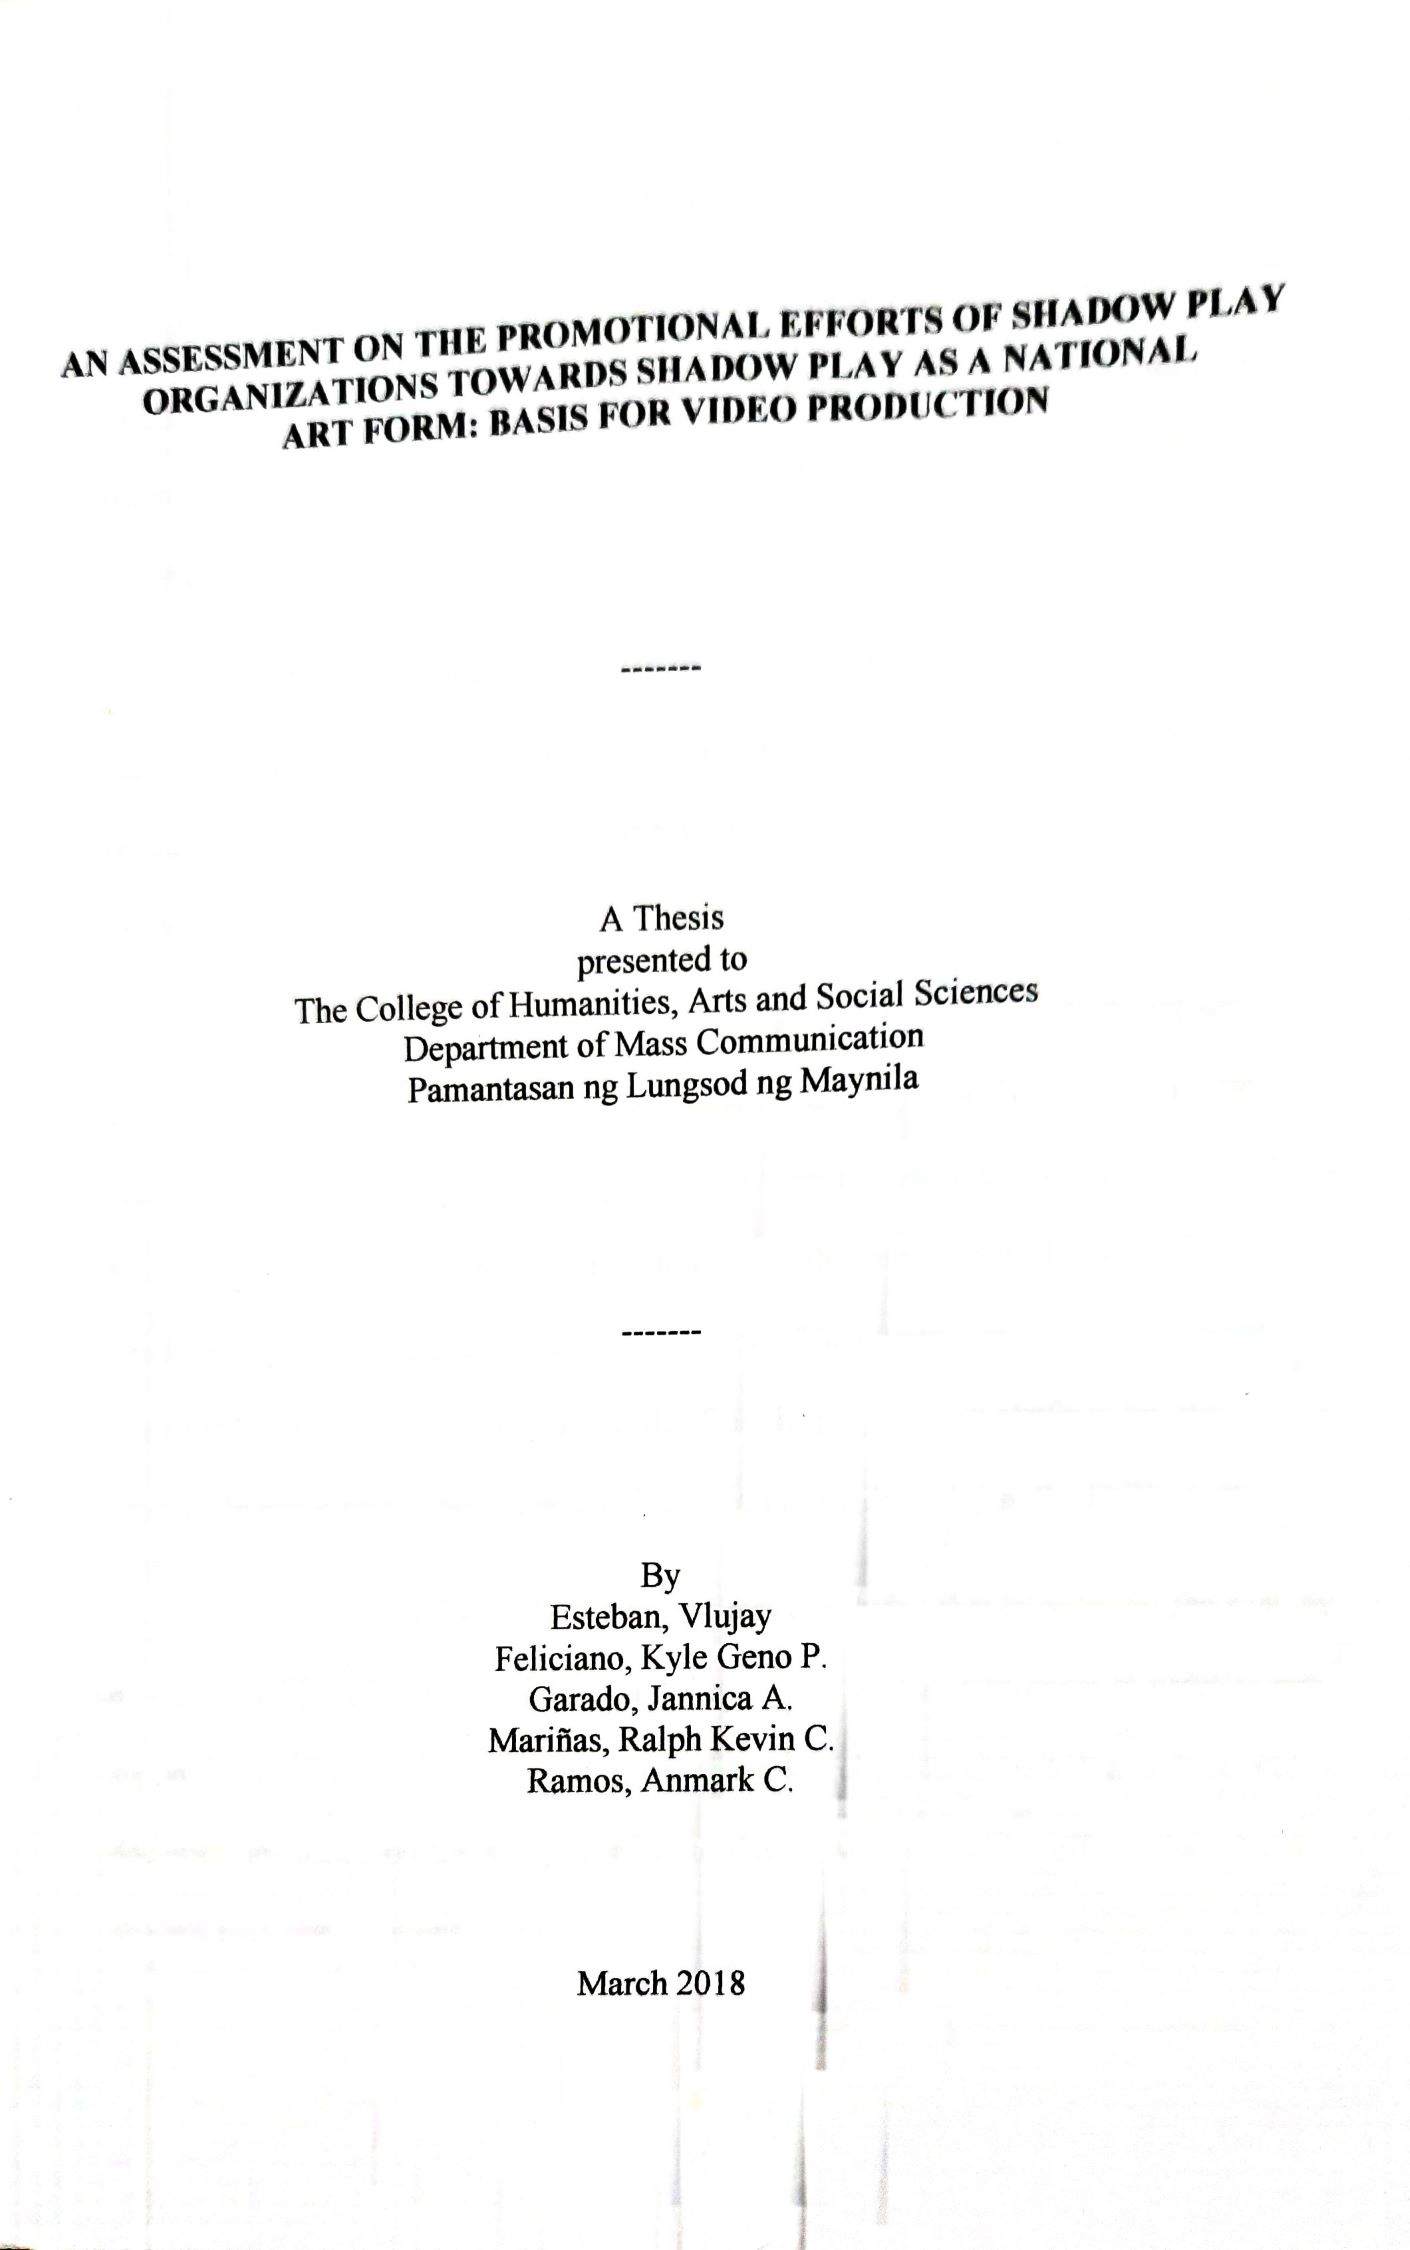 AN ASSESSMENT ON THE PROMOTIONAL EFFORTS OF SHADOW PLAY
ORGANIZATIONS TOWARDS SHADOW PLAY AS A NATIONAL
ART FORM: BASIS FOR VIDEO PRODUCTION
-------
A Thesis
presented to
The College of Humanities, Arts and Social Sciences
Department of Mass Communication
Pamantasan ng Lungsod ng Maynila
-------
By
Esteban, Vlujay
Feliciano, Kyle Geno P.
Garado, Jannica A.
Mariñas, Ralph Kevin C.
Ramos, Anmark C.
March 2018